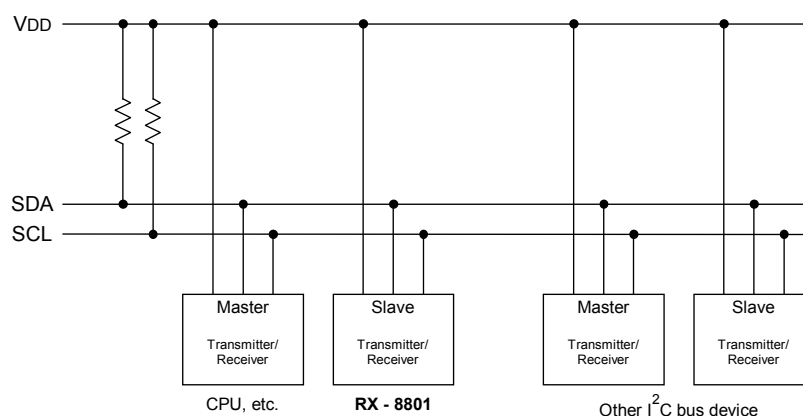 VDD
SDA
SCL
Master
Transmitter/
Receiver
Slave
Transmitter/
Receiver
Master
Transmitter/
Receiver
Slave
Transmitter/
Receiver
CPU, etc.
RX - 8801
Other I²C bus device